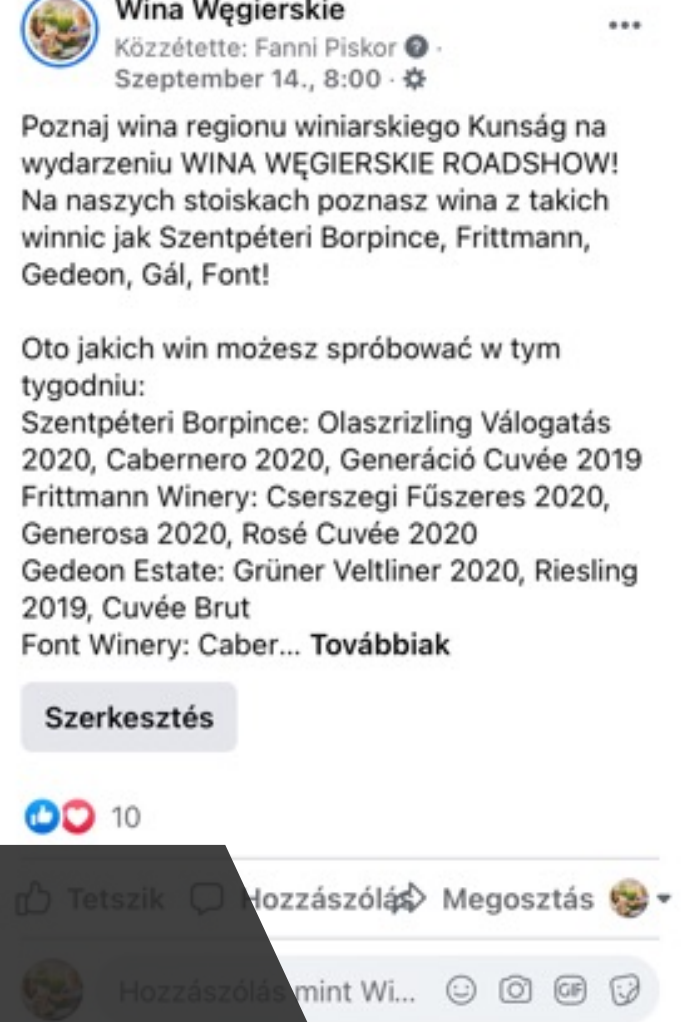 Wina Węgierskie
Közzétette: Fanni Piskor ·
Szeptember 14., 8:00 ·
Poznaj wina regionu winiarskiego Kunság na
wydarzeniu WINA WĘGIERSKIE ROADSHOW!
Na naszych stoiskach poznasz wina z takich
winnic jak Szentpéteri Borpince, Frittmann,
Gedeon, Gál, Font!
Oto jakich win możesz spróbować w tym
tygodniu:
Szentpéteri Borpince: Olaszrizling Válogatás
2020, Cabernero 2020, Generáció Cuvée 2019
Frittmann Winery: Cserszegi Fűszeres 2020,
Generosa 2020, Rosé Cuvée 2020
Gedeon Estate: Grüner Veltliner 2020, Riesling
2019, Cuvée Brut
Font Winery: Caber... Továbbiak
Szerkesztés
10
Tetszik Hozzászólás Megosztás
Hozzászólás mint Wi... GIF